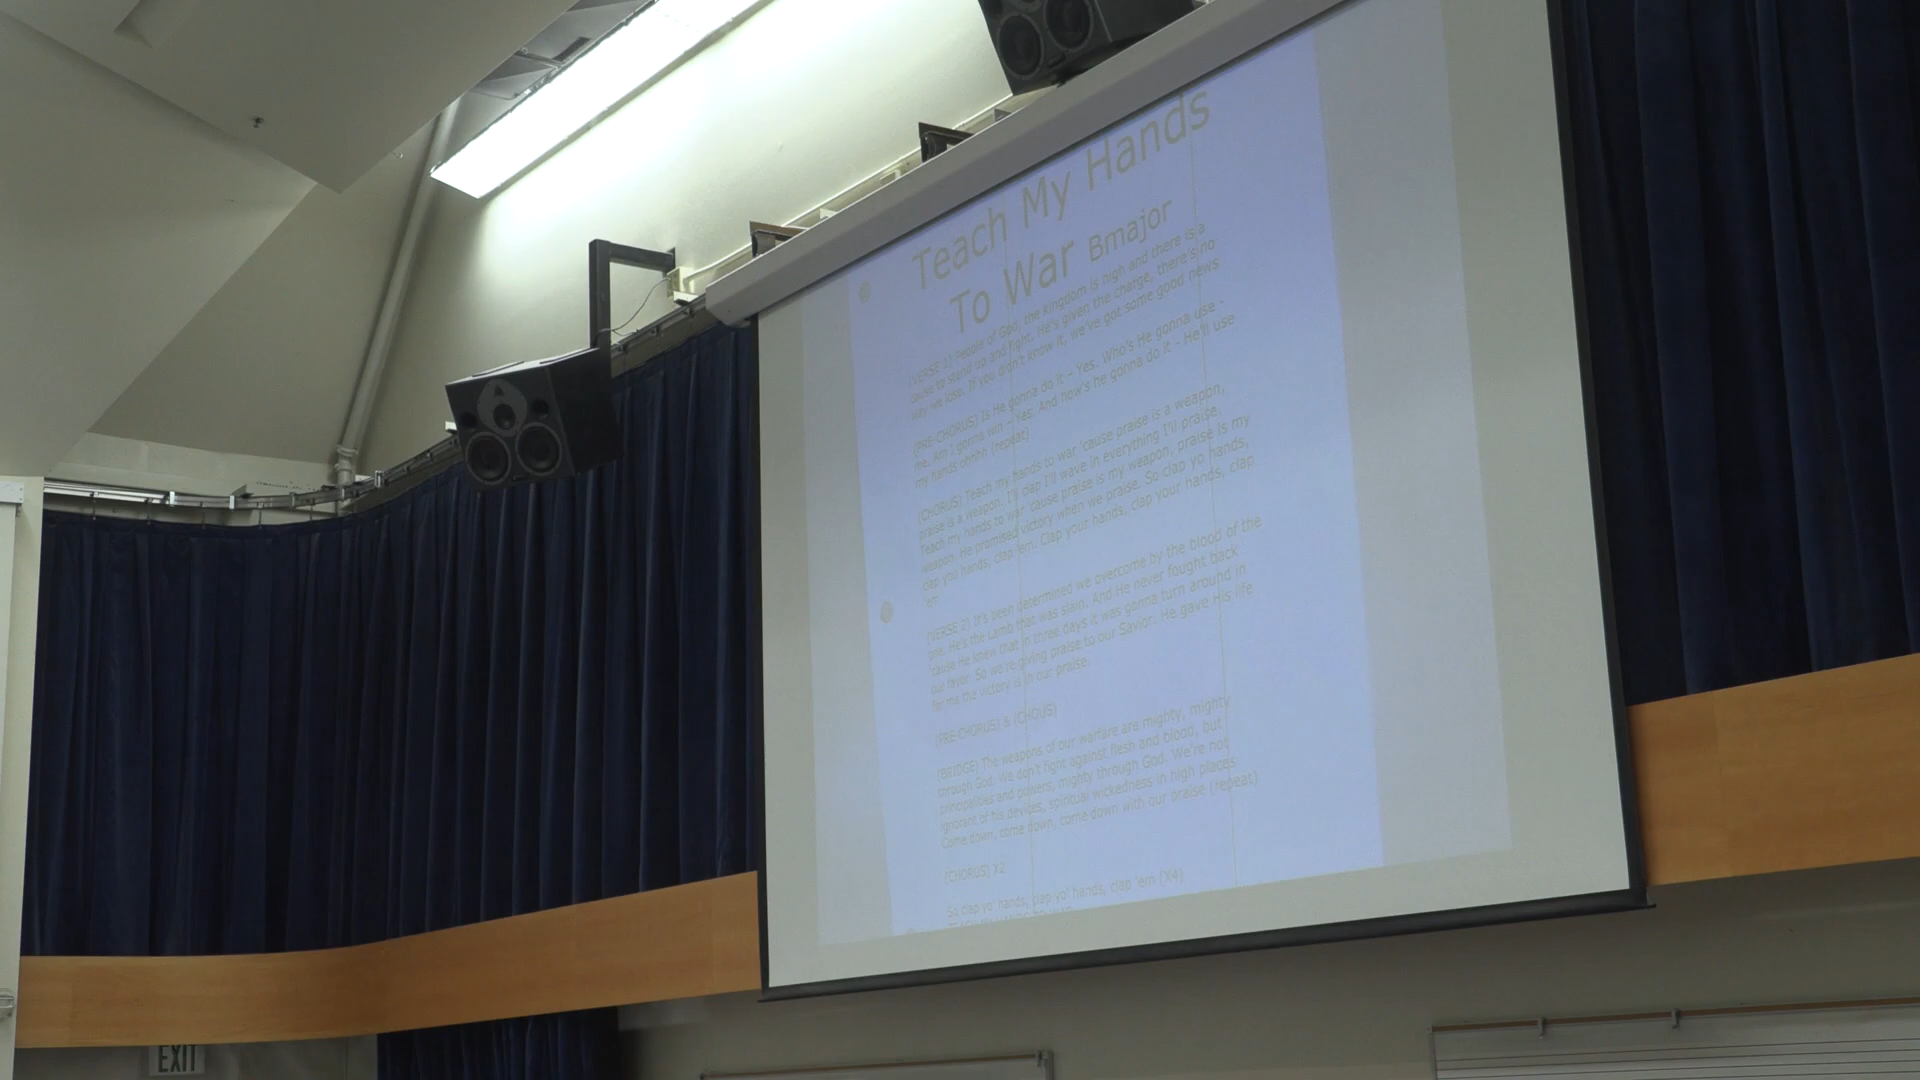 Teach My Hands
To War Bmajor
(VERSE 1) People of God, the kingdom is high and there is a
cause to stand up and fight. He's given the charge, there's no
way we lose. If you didn't know it, we've got some good news
(PRE-CHORUS) Is He gonna do it – Yes. Who's He gonna use -
me. Am I gonna win – Yes. And how's he gonna do it – He'll use
my hands ohhhh (repeat)
(CHORUS) Teach my hands to war 'cause praise is a weapon,
praise is a weapon. I'll clap I'll wave in everything I'll praise.
Teach my hands to war 'cause praise is my weapon, praise is my
weapon. He promised victory when we praise. So clap yo hands,
clap you hands, clap 'em. Clap your hands, clap your hands, clap
'em
(VERSE 2) It's been determined we overcome by the blood of the
one. He's the Lamb that was slain. And He never fought back
'cause He knew that in three days it was gonna turn around in
our favor. So we're giving praise to our Savior. He gave His life
for me the victory is in our praise.
(PRE-CHORUS) & (CHOUS)
(BRIDGE) The weapons of our warfare are mighty, mighty
through God. We don't fight against flesh and blood, but
principalities and powers, mighty through God. We're not
ignorant of his devices, spiritual wickedness in high places
Come down, come down, come down with our praise (repeat)
(CHORUS) X2
So clap yo' hands, clap yo' hands, clap 'em (X4)
EXIT